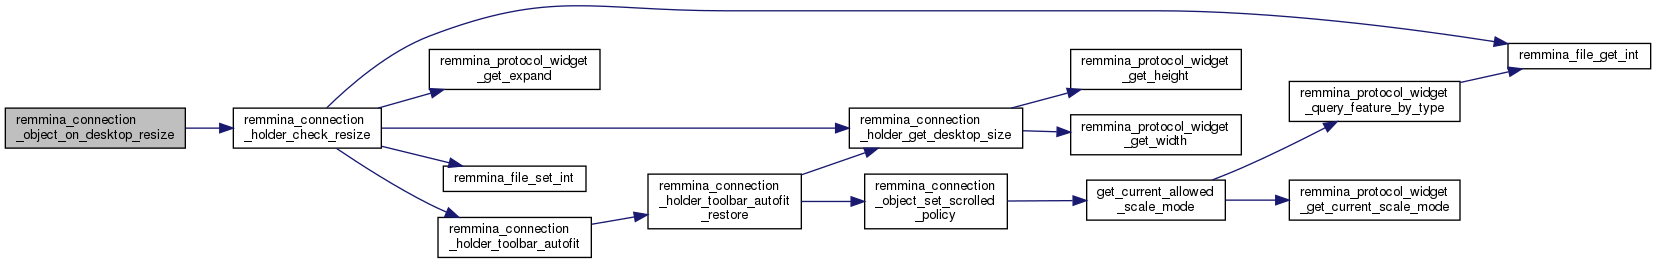 remmina_connection
_object_on_desktop_resize
remmina_connection
_holder_check_resize
remmina_protocol_widget
_get_expand
remmina_file_set_int
remmina_connection
_holder_toolbar_autofit
remmina_connection
_holder_toolbar_autofit
_restore
remmina_connection
_holder_get_desktop_size
remmina_connection
_object_set_scrolled
_policy
remmina_protocol_widget
_get_height
remmina_protocol_widget
_get_width
get_current_allowed
_scale_mode
remmina_protocol_widget
_query_feature_by_type
remmina_protocol_widget
_get_current_scale_mode
remmina_file_get_int